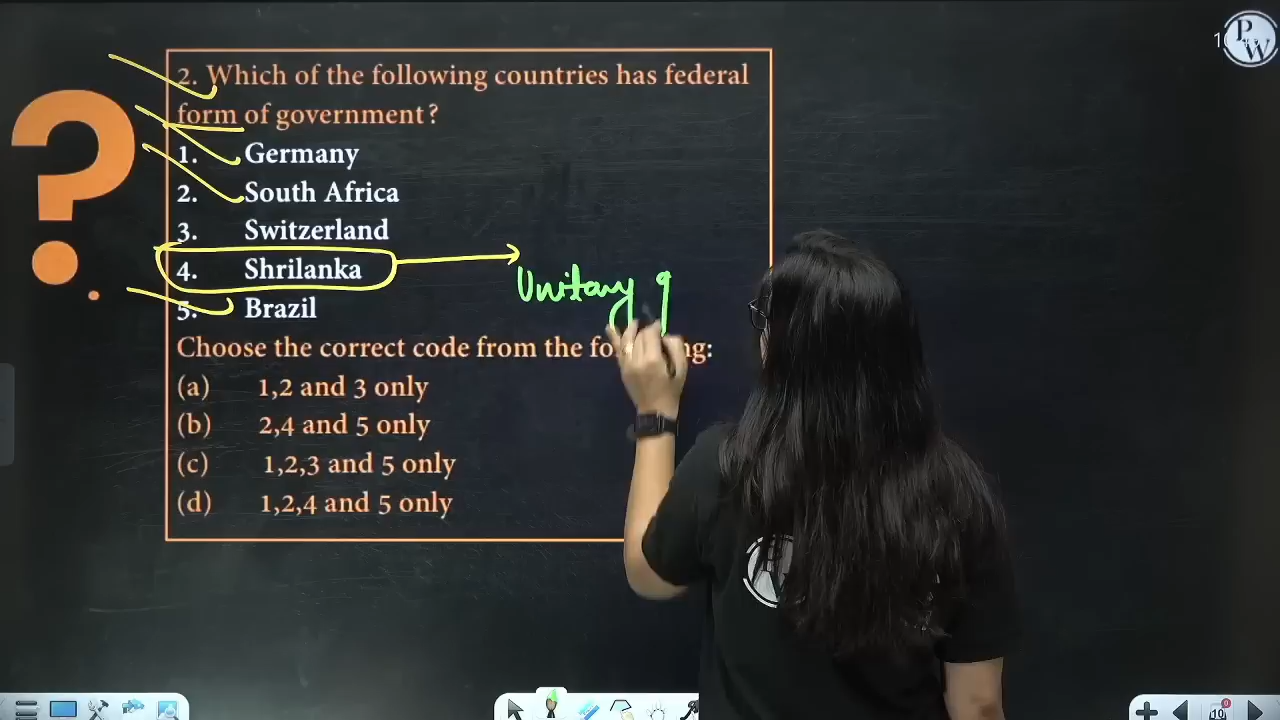 PW
2. Which of the following countries has federal
form of government?
1. Germany
2. South Africa
3. Switzerland
4. Shrilanka
Unitary g
5. Brazil
Choose the correct code from the
(a) 1,2 and 3 only
(b) 2,4 and 5 only
(c) 1,2,3 and 5 only
(d) 1,2,4 and 5 only
10